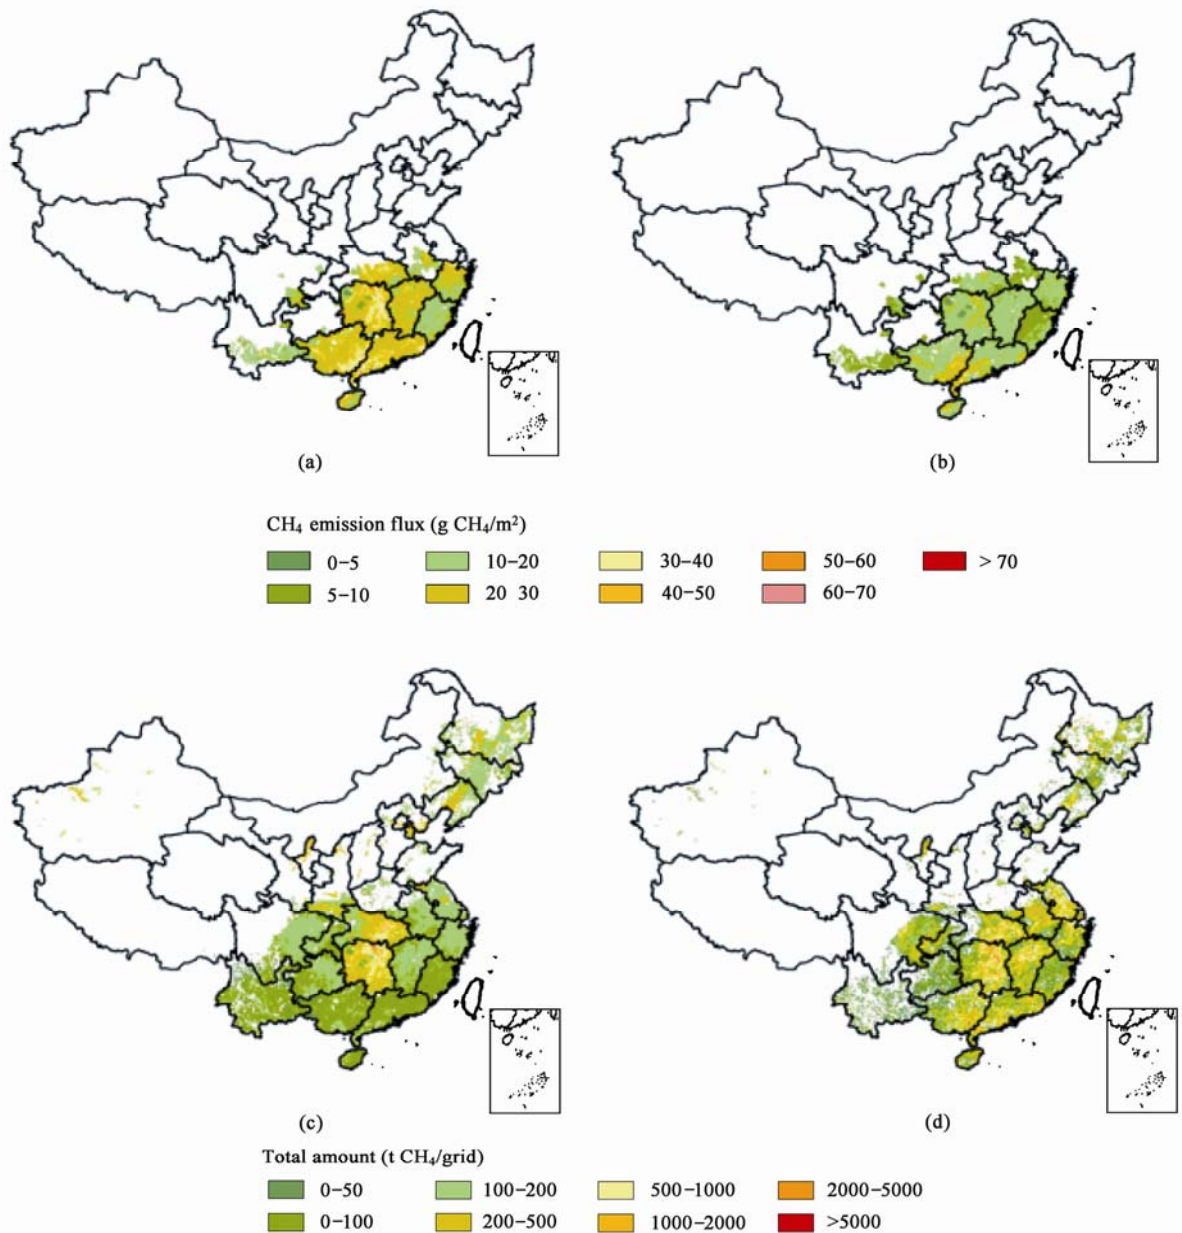 (a) (b)
CH₄ emission flux (g CH₄/m²)
0−5 10−20 30−40 50−60 > 70
5−10 20 30 40−50 60−70
(c) (d)
Total amount (t CH₄/grid)
0−50 100−200 500−1000 2000−5000
0−100 200−500 1000−2000 >5000